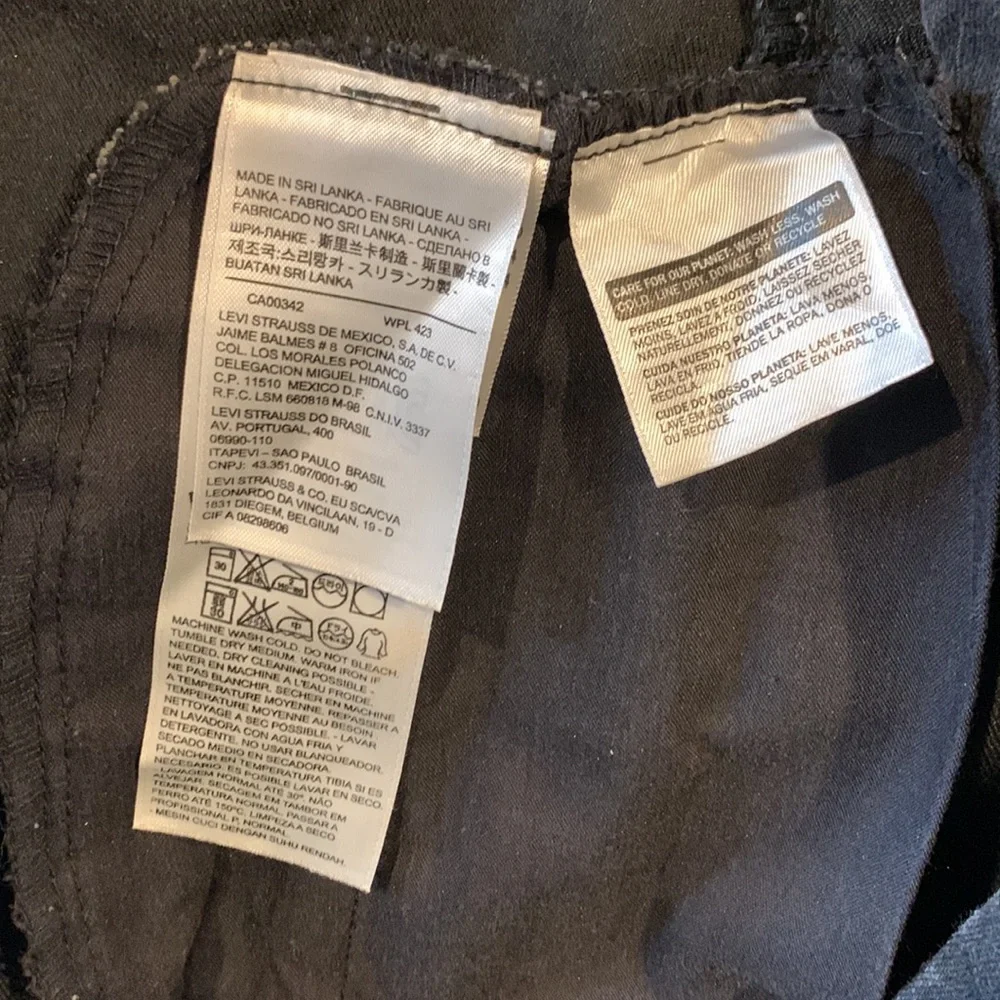 MADE IN SRI LANKA - FABRIQUE AU SRI
LANKA - FABRICADO EN SRI LANKA -
FABRICADO NO SRI LANKA - СДЕЛАНО В
ШРИ-ЛАНКЕ - 斯里兰卡制造 - 斯里蘭卡製 -
제조국:스리랑카 - スリランカ製 -
BUATAN SRI LANKA
CA00342 WPL 423
LEVI STRAUSS DE MEXICO, S.A. DE C.V.
JAIME BALMES # 8 OFICINA 502
COL. LOS MORALES POLANCO
DELEGACION MIGUEL HIDALGO
C.P. 11510 MEXICO D.F.
R.F.C. LSM 660818 M-98 C.N.I.V. 3337
LEVI STRAUSS DO BRASIL
AV. PORTUGAL, 400
06990-110
ITAPEVI – SAO PAULO BRASIL
CNPJ: 43.351.097/0001-90
LEVI STRAUSS & CO. EU SCA/CVA
LEONARDO DA VINCILAAN, 19 - D
1831 DIEGEM, BELGIUM
CIF A 08298606
30
드라이
30
中
ドライ
MACHINE WASH COLD. DO NOT BLEACH.
TUMBLE DRY MEDIUM. WARM IRON IF
NEEDED. DRY CLEANING POSSIBLE -
LAVER EN MACHINE A L'EAU FROIDE.
NE PAS BLANCHIR. SECHER EN MACHINE
A TEMPERATURE MOYENNE. REPASSER A
TEMPERATURE MOYENNE AU BESOIN
NETTOYAGE A SEC POSSIBLE. - LAVAR
EN LAVADORA CON AGUA FRIA Y
DETERGENTE. NO USAR BLANQUEADOR.
SECADO MEDIO EN SECADORA.
PLANCHAR EN TEMPERATURA TIBIA SI ES
NECESARIO. ES POSIBLE LAVAR EN SECO.
- LAVAGEM NORMAL ATE 30°. NÃO
ALVEJAR. SECAGEM EM TAMBOR EM
TEMPERATURA NORMAL. PASSAR A
FERRO ATÉ 150ºC. LIMPEZA A SECO
PROFISSIONAL P, NORMAL.
- MESIN CUCI DENGAN SUHU RENDAH.
CARE FOR OUR PLANET: WASH LESS, WASH
COLD, LINE DRY, DONATE OR RECYCLE
PRENEZ SOIN DE NOTRE PLANETE: LAVEZ
MOINS, LAVEZ A FROID, LAISSEZ SECHER
NATURELLEMENT, DONNEZ OU RECYCLEZ.
CUIDA NUESTRO PLANETA: LAVA MENOS,
LAVA EN FRIO, TIENDE LA ROPA, DONA O
RECICLA.
CUIDE DO NOSSO PLANETA: LAVE MENOS,
LAVE EM ÁGUA FRIA, SEQUE EM VARAL, DOE
OU RECICLE.